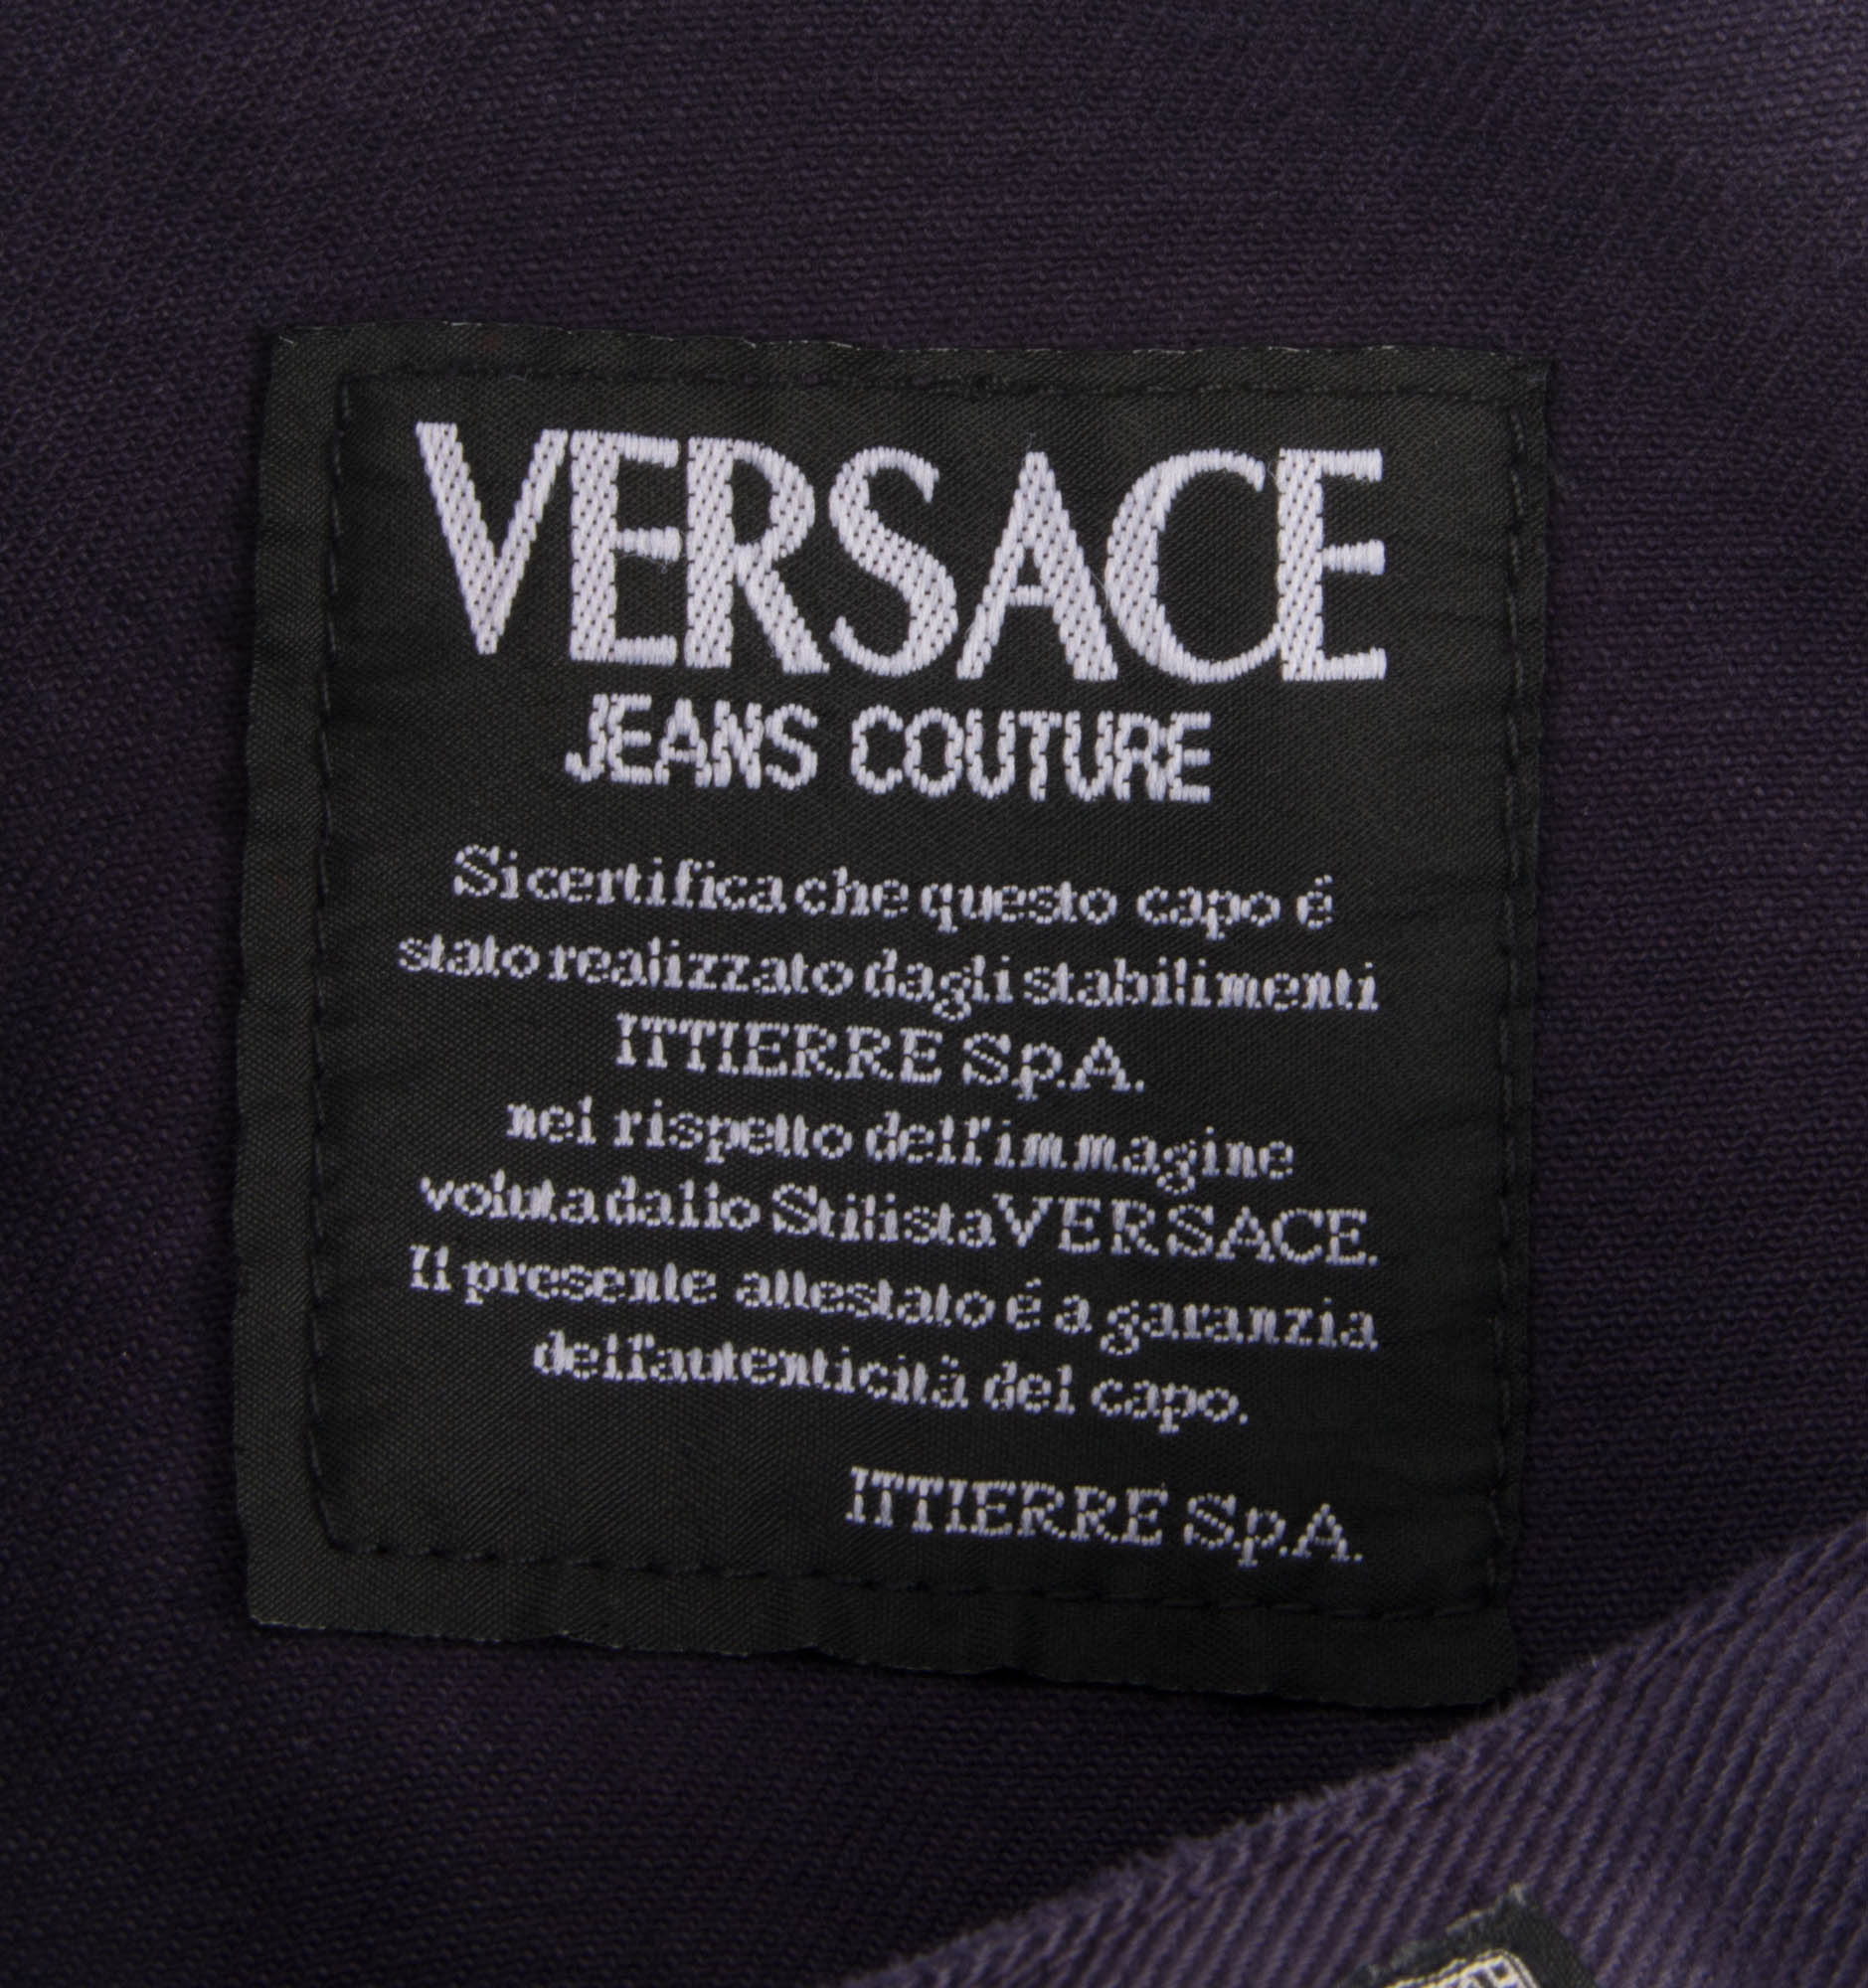 VERSACE
JEANS COUTURE
Si certifica che questo capo é
stato realizzato dagli stabilimenti
ITTIERRE S.p.A.
nel rispetto dell'immagine
voluta dallo Stilista VERSACE.
Il presente attestato é a garanzia
dell'autenticità del capo.
ITTIERRE S.p.A.